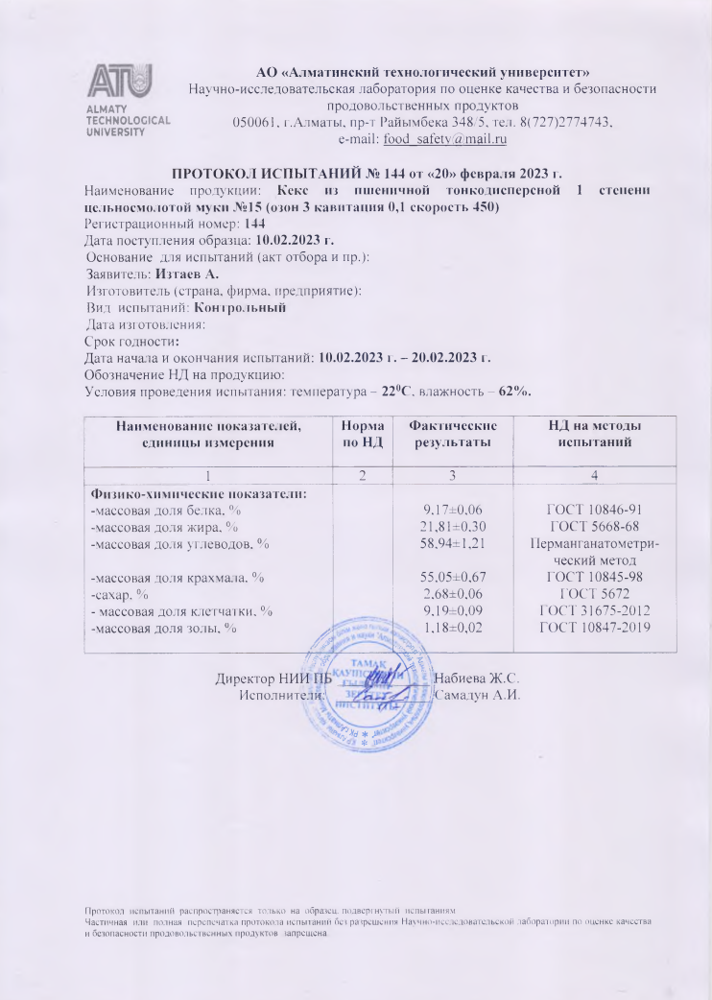 ATU
ALMATY
TECHNOLOGICAL
UNIVERSITY
АО «Алматинский технологический университет»
Научно-исследовательская лаборатория по оценке качества и безопасности
продовольственных продуктов
050061, г.Алматы, пр-т Райымбека 348/5, тел. 8(727)2774743,
e-mail: food_safety@mail.ru
ПРОТОКОЛ ИСПЫТАНИЙ № 144 от «20» февраля 2023 г.
Наименование продукции: Кекс из пшеничной тонкодисперсной 1 степени
цельносмолотой муки №15 (озон 3 кавитация 0,1 скорость 450)
Регистрационный номер: 144
Дата поступления образца: 10.02.2023 г.
Основание для испытаний (акт отбора и пр.):
Заявитель: Изтаев А.
Изготовитель (страна, фирма, предприятие):
Вид испытаний: Контрольный
Дата изготовления:
Срок годности:
Дата начала и окончания испытаний: 10.02.2023 г. – 20.02.2023 г.
Обозначение НД на продукцию:
Условия проведения испытания: температура – 22⁰С, влажность – 62%.
Наименование показателей, единицы измерения Норма по НД Фактические результаты НД на методы испытаний
1 2 3 4
Физико-химические показатели:
-массовая доля белка, % 9,17±0,06 ГОСТ 10846-91
-массовая доля жира, % 21,81±0,30 ГОСТ 5668-68
-массовая доля углеводов, % 58,94±1,21 Перманганатометри-
ческий метод
-массовая доля крахмала, % 55,05±0,67 ГОСТ 10845-98
-сахар, % 2,68±0,06 ГОСТ 5672
- массовая доля клетчатки, % 9,19±0,09 ГОСТ 31675-2012
-массовая доля золы, % 1,18±0,02 ГОСТ 10847-2019
Директор НИИ ПБ Набиева Ж.С.
Исполнители: Самадун А.И.
ТАМАҚ
ЗЕРТТЕУ
ИНСТИТУТЫ
Протокол испытаний распространяется только на образец, подвергнутый испытаниям
Частичная или полная перепечатка протокола испытаний без разрешения Научно-исследовательской лаборатории по оценке качества
и безопасности продовольственных продуктов запрещена.